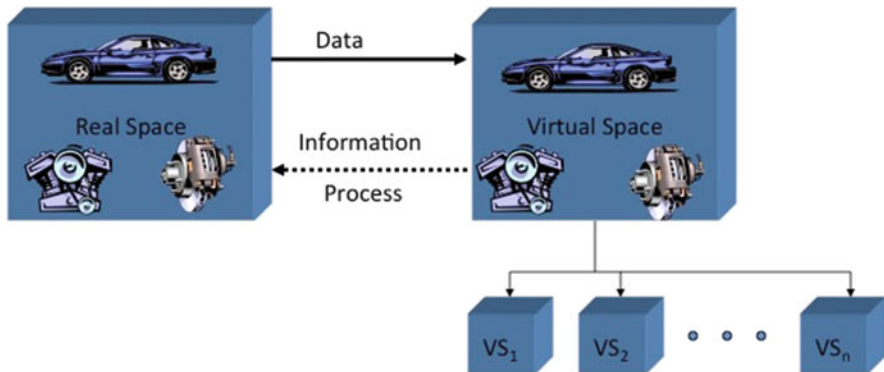 Data
Real Space
Virtual Space
Information
Process
VS₁
VS₂
VSₙ